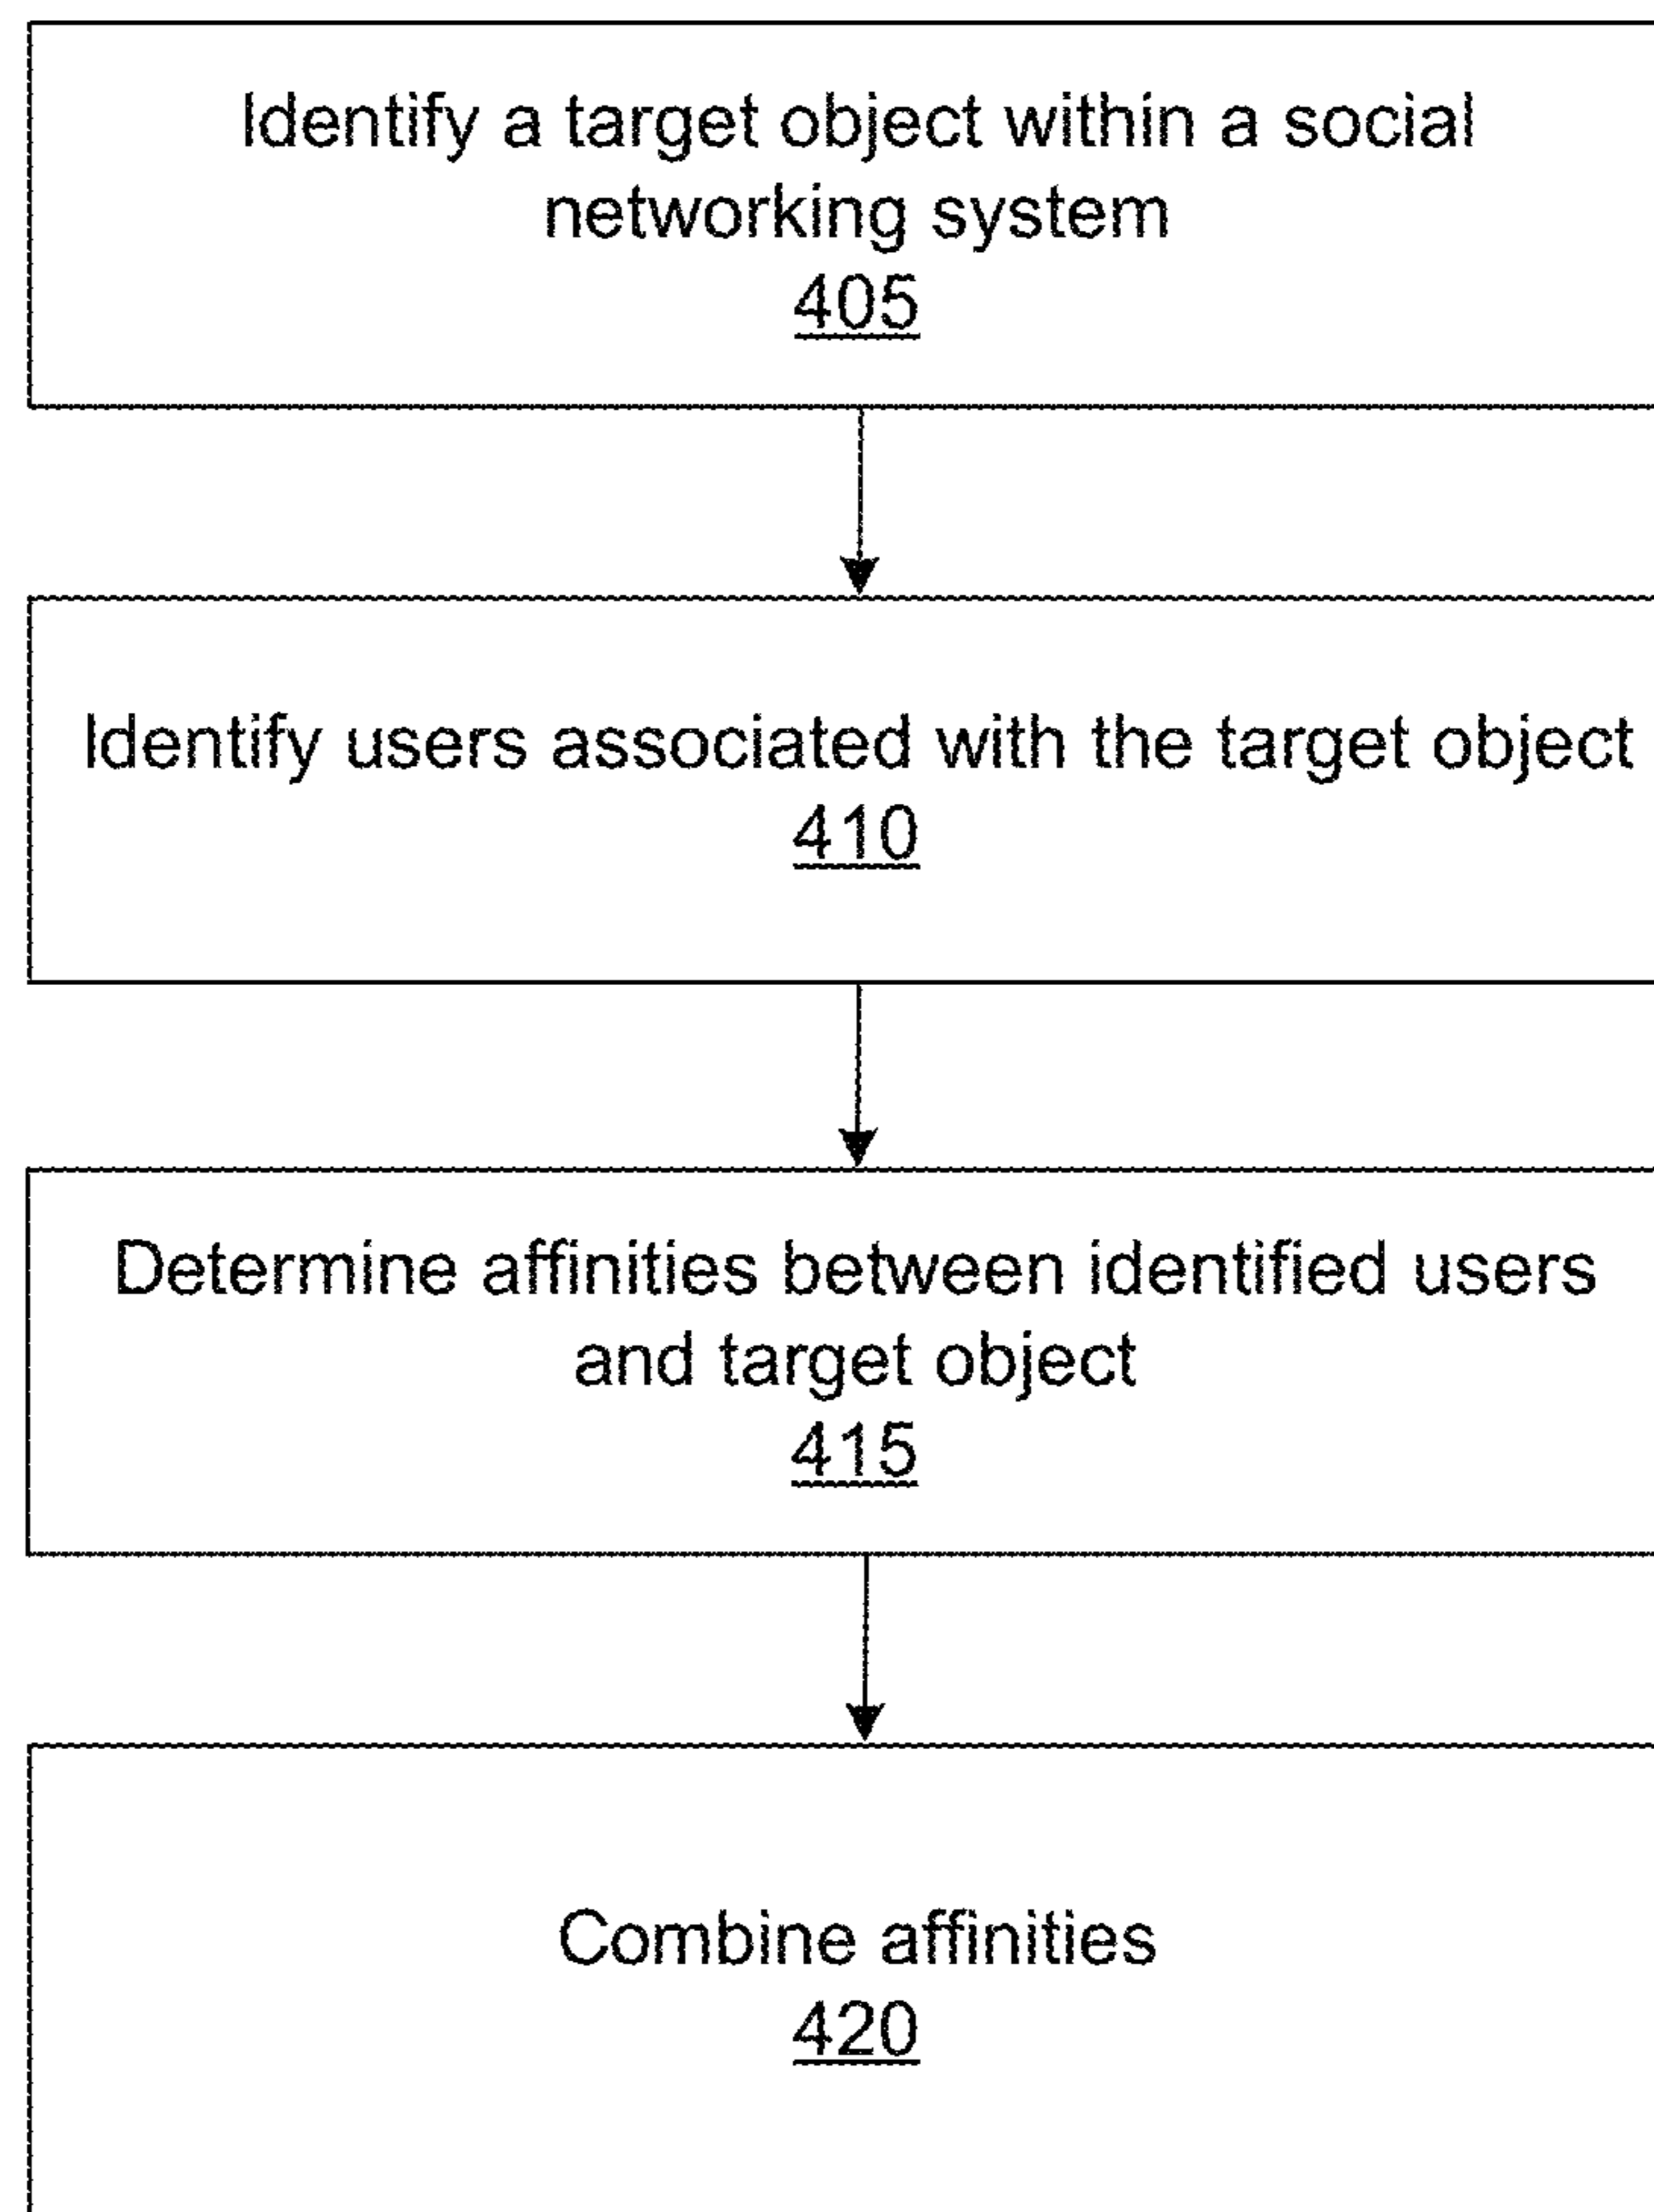 Identify a target object within a social
networking system
405
Identify users associated with the target object
410
Determine affinities between identified users
and target object
415
Combine affinities
420